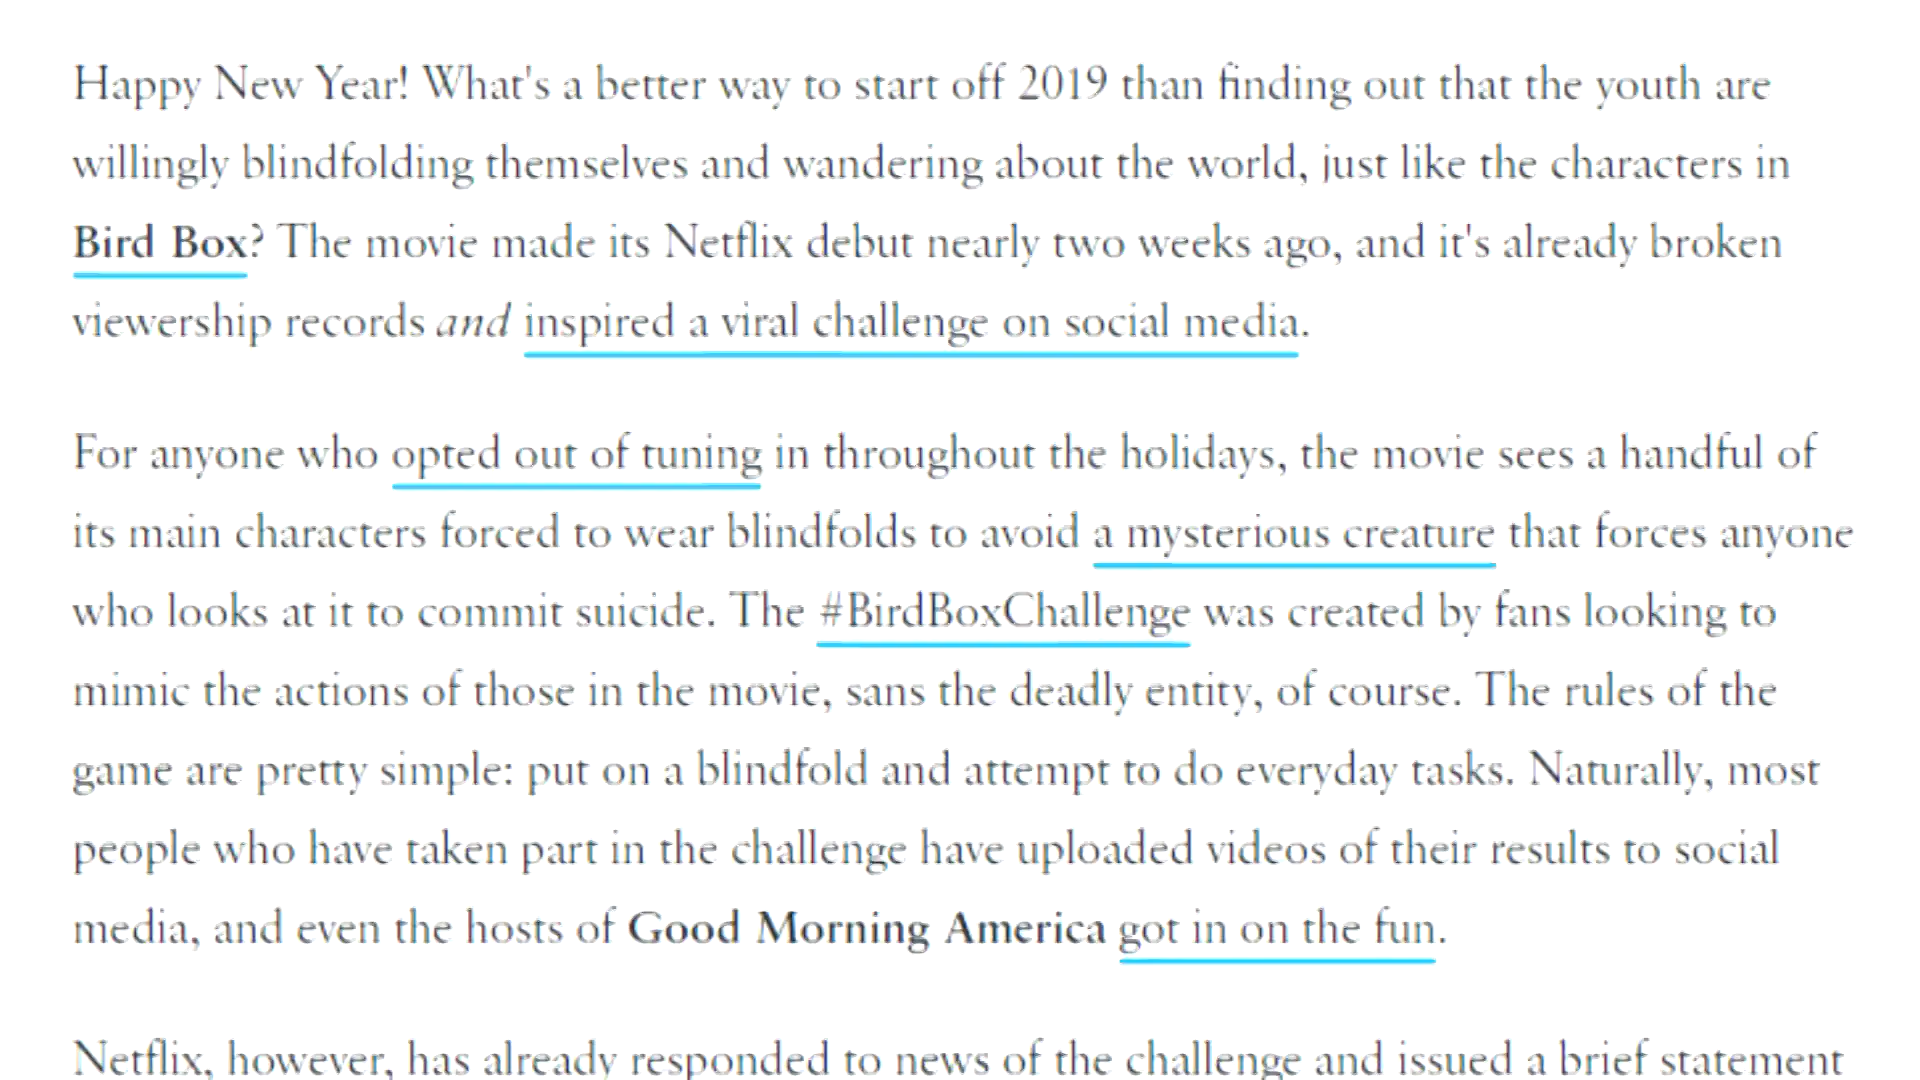 Happy New Year! What's a better way to start off 2019 than finding out that the youth are
willingly blindfolding themselves and wandering about the world, just like the characters in
Bird Box? The movie made its Netflix debut nearly two weeks ago, and it's already broken
viewership records and inspired a viral challenge on social media.
For anyone who opted out of tuning in throughout the holidays, the movie sees a handful of
its main characters forced to wear blindfolds to avoid a mysterious creature that forces anyone
who looks at it to commit suicide. The #BirdBoxChallenge was created by fans looking to
mimic the actions of those in the movie, sans the deadly entity, of course. The rules of the
game are pretty simple: put on a blindfold and attempt to do everyday tasks. Naturally, most
people who have taken part in the challenge have uploaded videos of their results to social
media, and even the hosts of Good Morning America got in on the fun.
Netflix, however, has already responded to news of the challenge and issued a brief statement